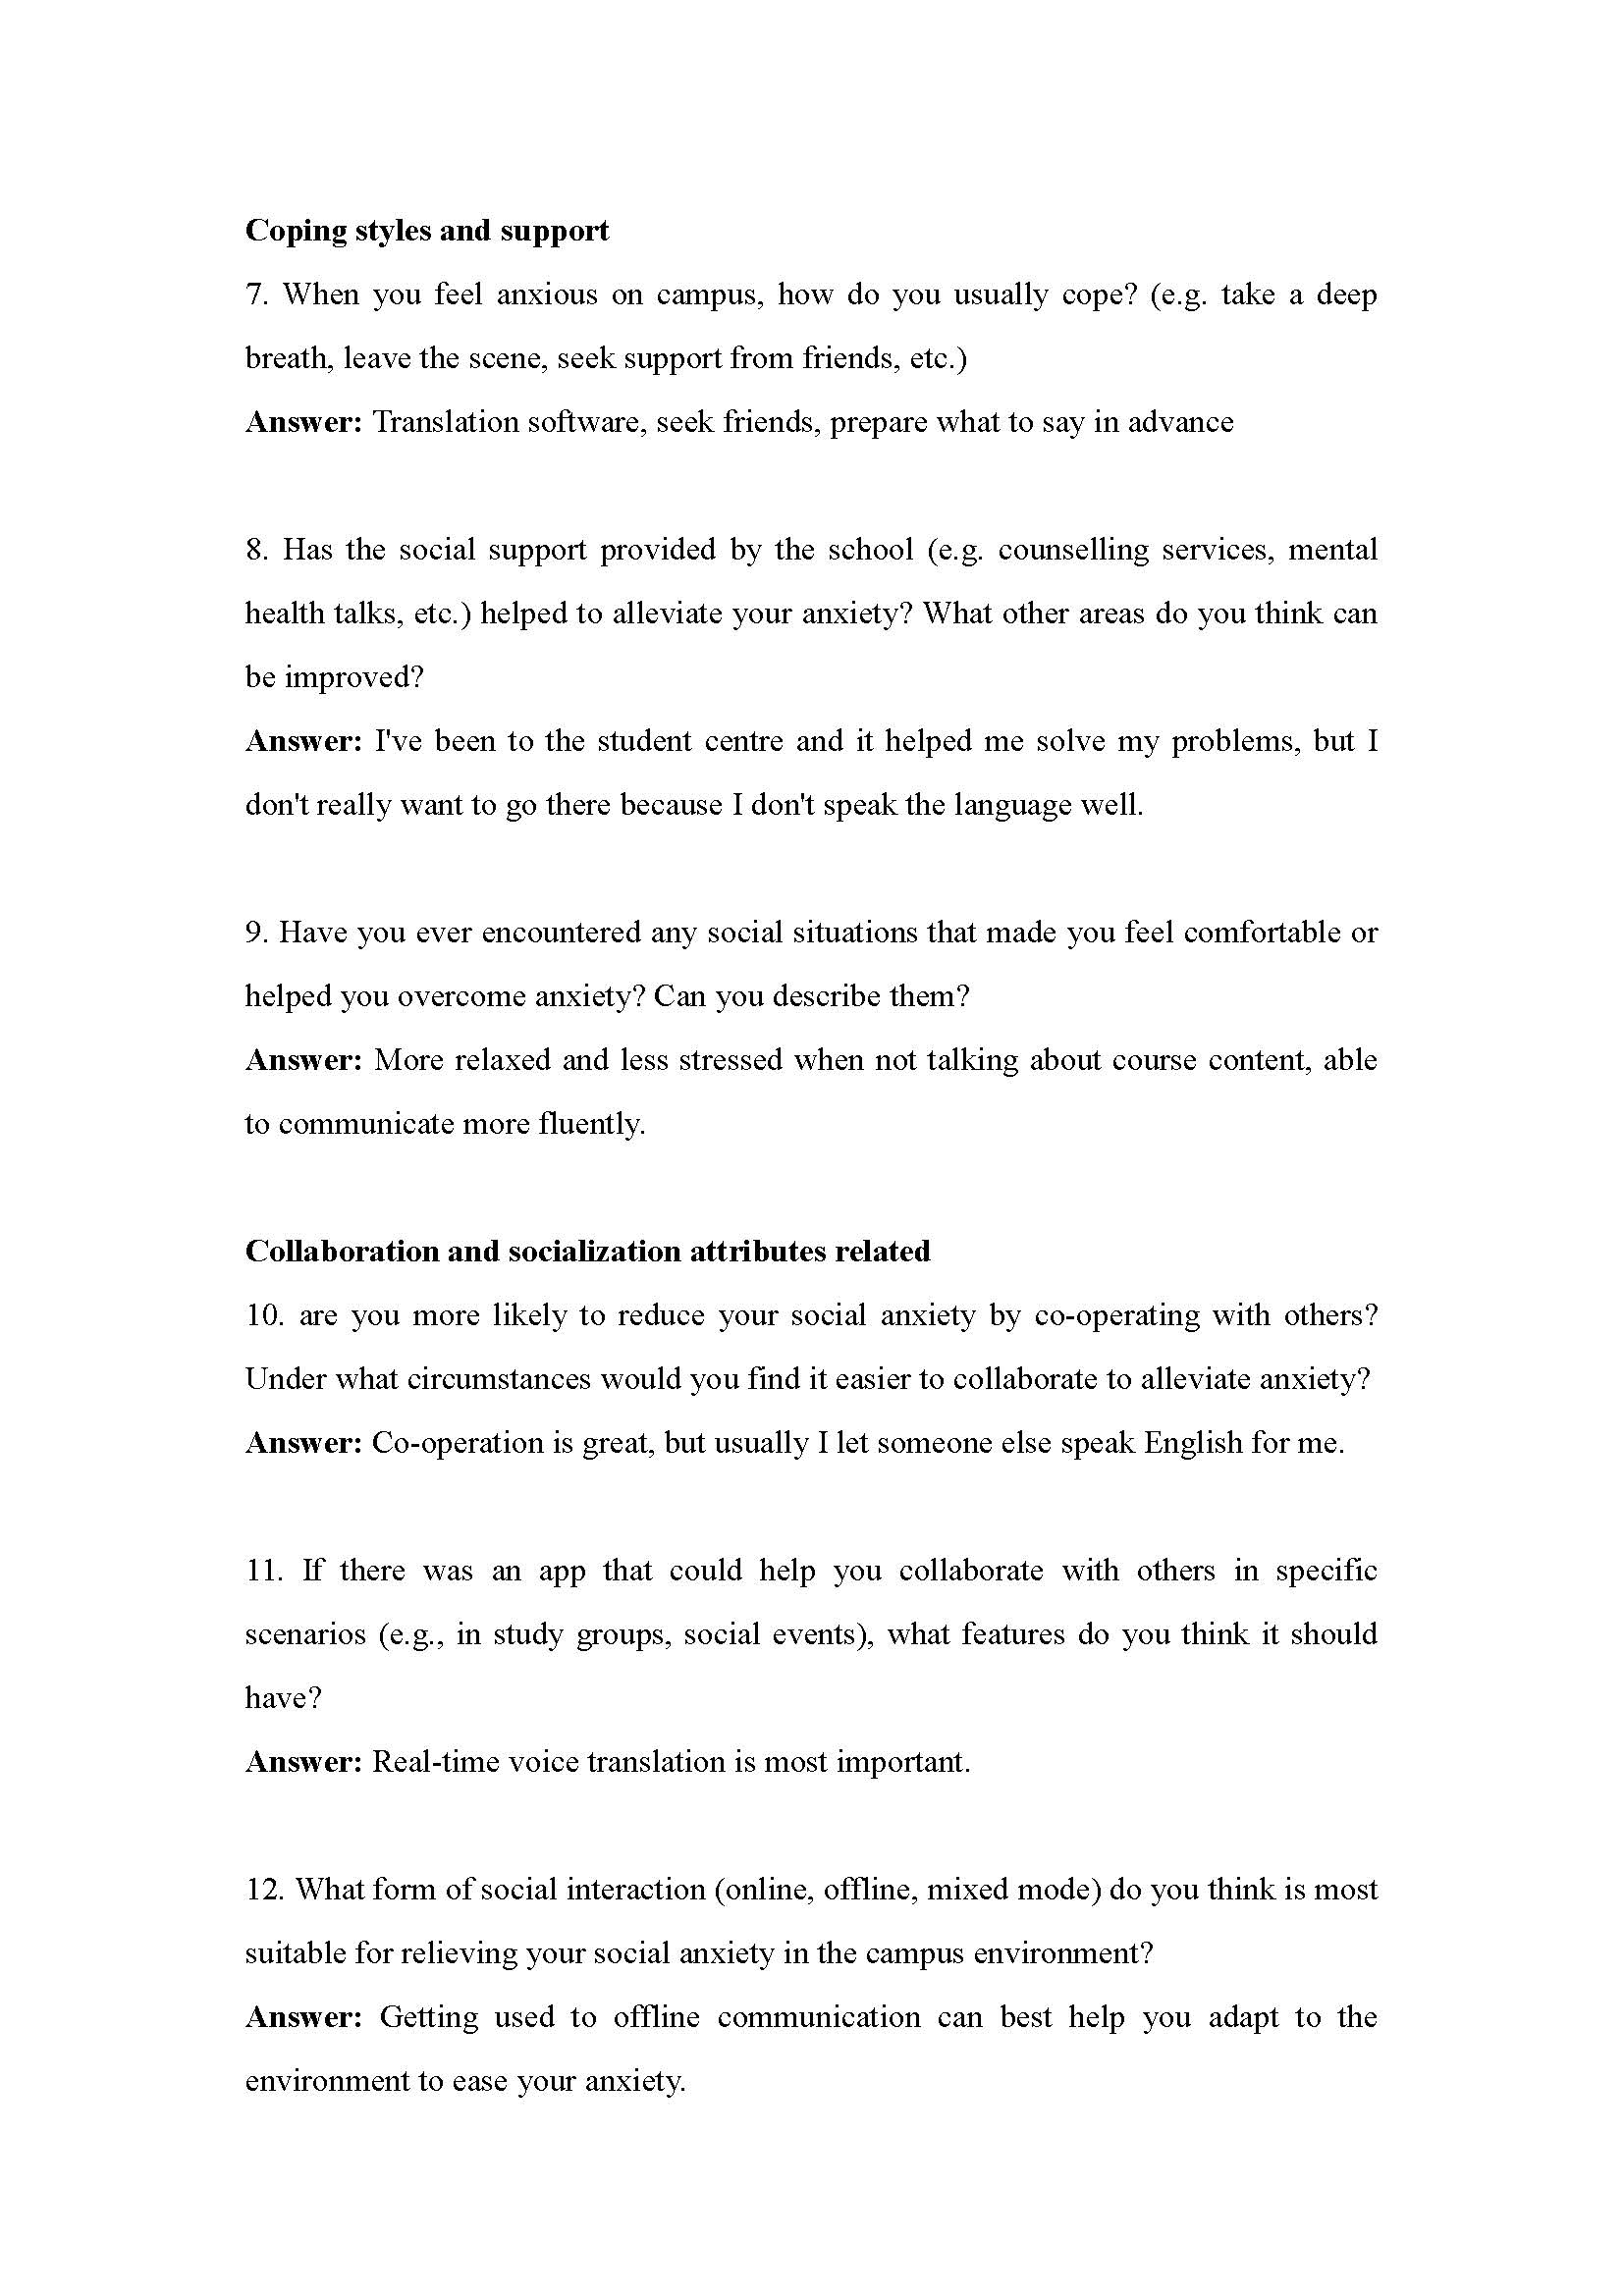 Coping styles and support
7. When you feel anxious on campus, how do you usually cope? (e.g. take a deep
breath, leave the scene, seek support from friends, etc.)
Answer: Translation software, seek friends, prepare what to say in advance
8. Has the social support provided by the school (e.g. counselling services, mental
health talks, etc.) helped to alleviate your anxiety? What other areas do you think can
be improved?
Answer: I've been to the student centre and it helped me solve my problems, but I
don't really want to go there because I don't speak the language well.
9. Have you ever encountered any social situations that made you feel comfortable or
helped you overcome anxiety? Can you describe them?
Answer: More relaxed and less stressed when not talking about course content, able
to communicate more fluently.
Collaboration and socialization attributes related
10. are you more likely to reduce your social anxiety by co-operating with others?
Under what circumstances would you find it easier to collaborate to alleviate anxiety?
Answer: Co-operation is great, but usually I let someone else speak English for me.
11. If there was an app that could help you collaborate with others in specific
scenarios (e.g., in study groups, social events), what features do you think it should
have?
Answer: Real-time voice translation is most important.
12. What form of social interaction (online, offline, mixed mode) do you think is most
suitable for relieving your social anxiety in the campus environment?
Answer: Getting used to offline communication can best help you adapt to the
environment to ease your anxiety.